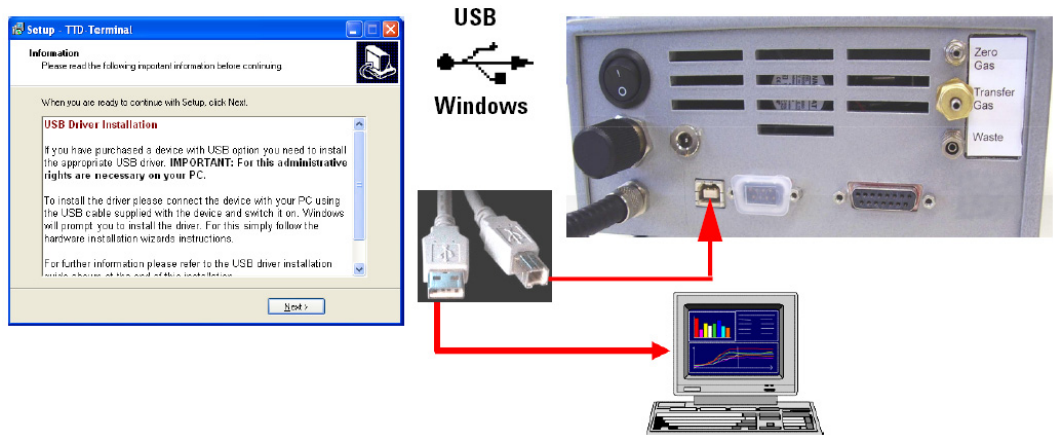 Setup - TTD-Terminal
Information
Please read the following important information before continuing.
When you are ready to continue with Setup, click Next.
USB Driver Installation
If you have purchased a device with USB option you need to install
the appropriate USB driver. IMPORTANT: For this administrative
rights are necessary on your PC.
To install the driver please connect the device with your PC using
the USB cable supplied with the device and switch it on. Windows
will prompt you to install the driver. For this simply follow the
hardware installation wizards instructions.
For further information please refer to the USB driver installation
Next >
USB
Windows
Zero
Gas
Transfer
Gas
Waste